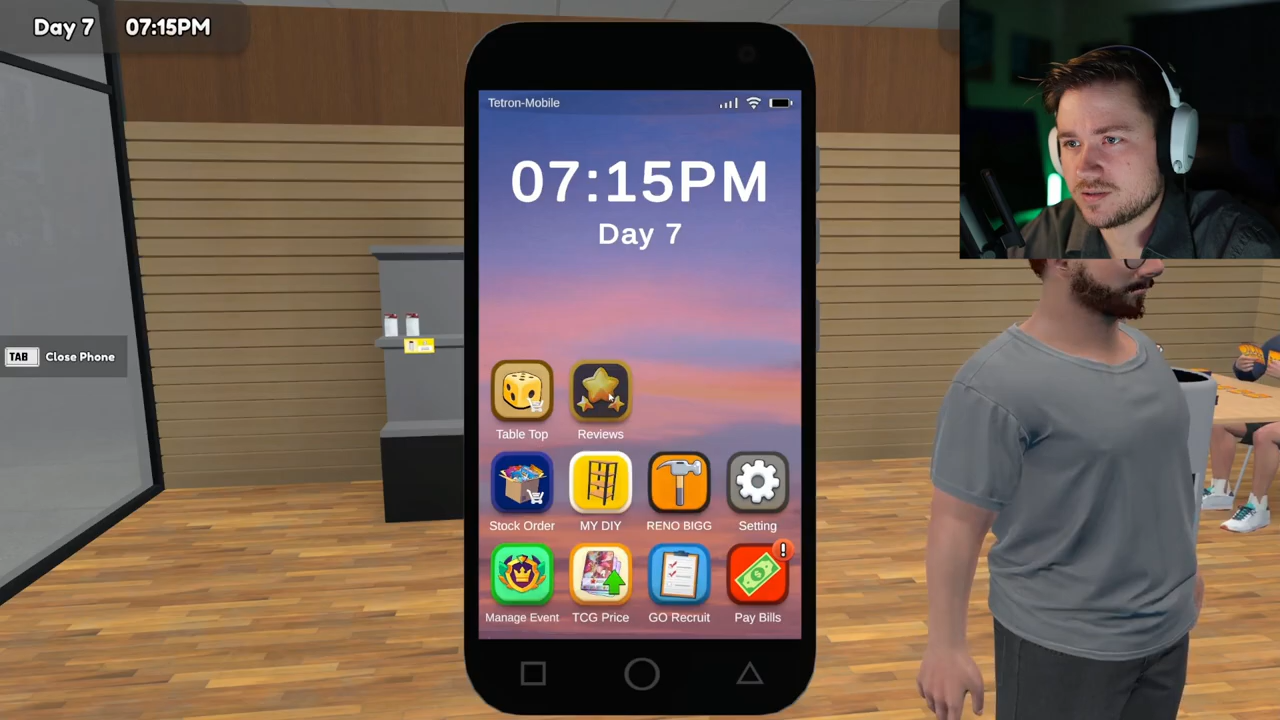 Day 7 07:15PM
Tetron-Mobile
07:15PM
Day 7
TAB Close Phone
Table Top Reviews
Stock Order MY DIY RENO BIGG Setting
!
Manage Event TCG Price GO Recruit Pay Bills